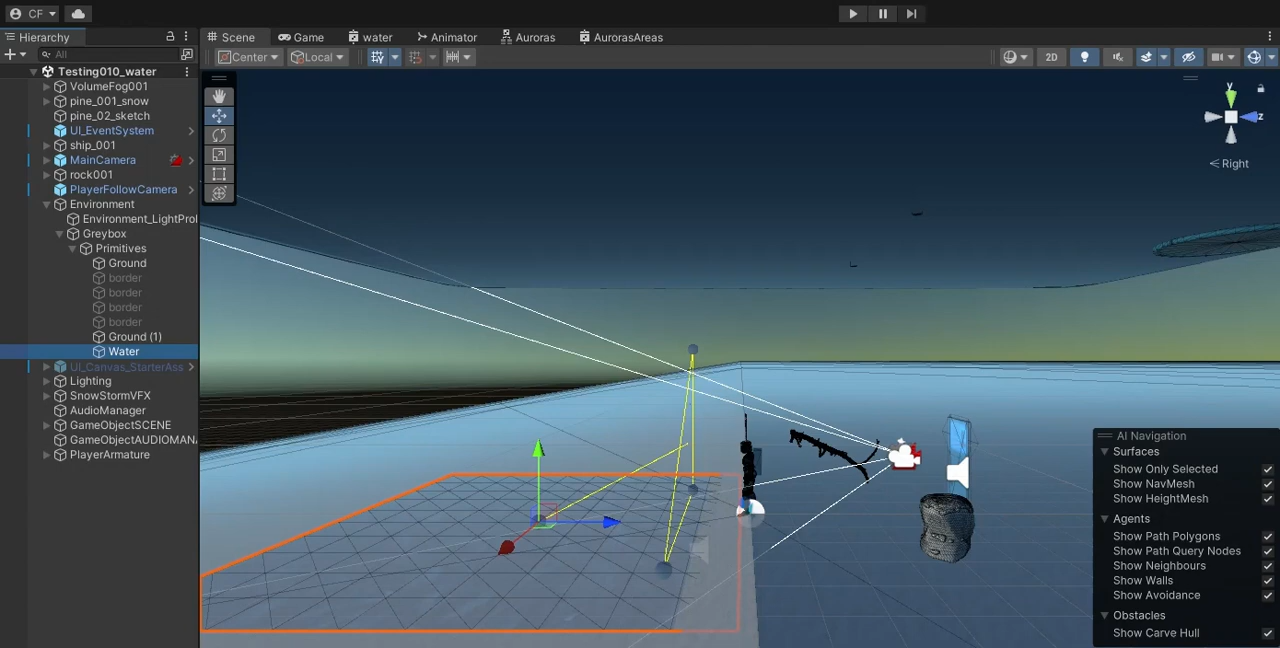 CF
Hierarchy
Scene
Game
water
Animator
Auroras
AurorasAreas
All
Center
Local
2D
Testing010_water
VolumeFog001
pine_001_snow
pine_02_sketch
UI_EventSystem
ship_001
MainCamera
rock001
PlayerFollowCamera
Environment
Environment_LightProl
Greybox
Primitives
Ground
border
border
border
border
Ground (1)
Water
UI_Canvas_StarterAss
Lighting
SnowStormVFX
AudioManager
GameObjectSCENE
GameObjectAUDIOMAN
PlayerArmature
y
z
Right
AI Navigation
Surfaces
Show Only Selected
Show NavMesh
Show HeightMesh
Agents
Show Path Polygons
Show Path Query Nodes
Show Neighbours
Show Walls
Show Avoidance
Obstacles
Show Carve Hull